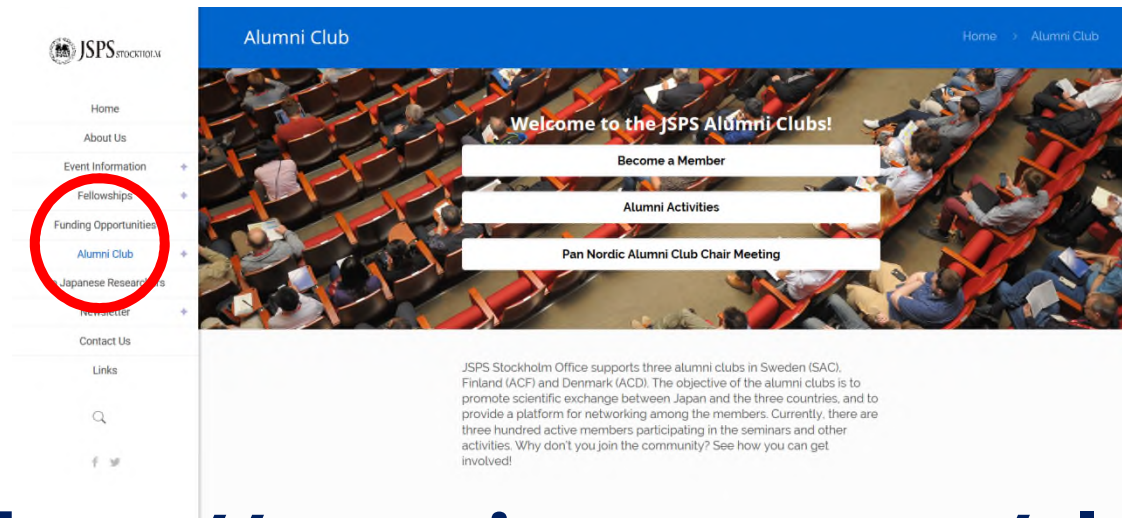 JSPS STOCKHOLM
Home
About Us
Event Information
Fellowships
Funding Opportunities
Alumni Club
Japanese Researchers
Newsletter
Contact Us
Links
Alumni Club
Home > Alumni Club
Welcome to the JSPS Alumni Clubs!
Become a Member
Alumni Activities
Pan Nordic Alumni Club Chair Meeting
JSPS Stockholm Office supports three alumni clubs in Sweden (SAC),
Finland (ACF) and Denmark (ACD). The objective of the alumni clubs is to
promote scientific exchange between Japan and the three countries, and to
provide a platform for networking among the members. Currently, there are
three hundred active members participating in the seminars and other
activities. Why don't you join the community? See how you can get
involved!